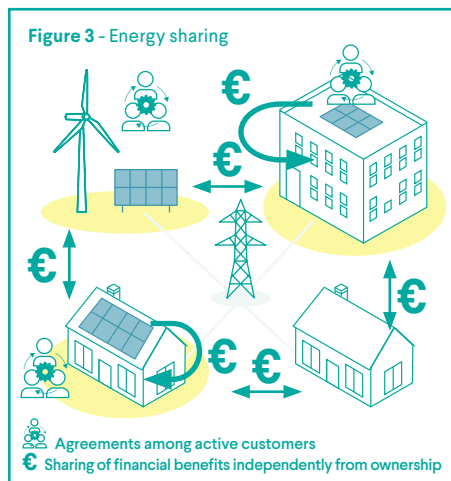 Figure 3 - Energy sharing
€
€
€
€
€
€
Agreements among active customers
€ Sharing of financial benefits independently from ownership